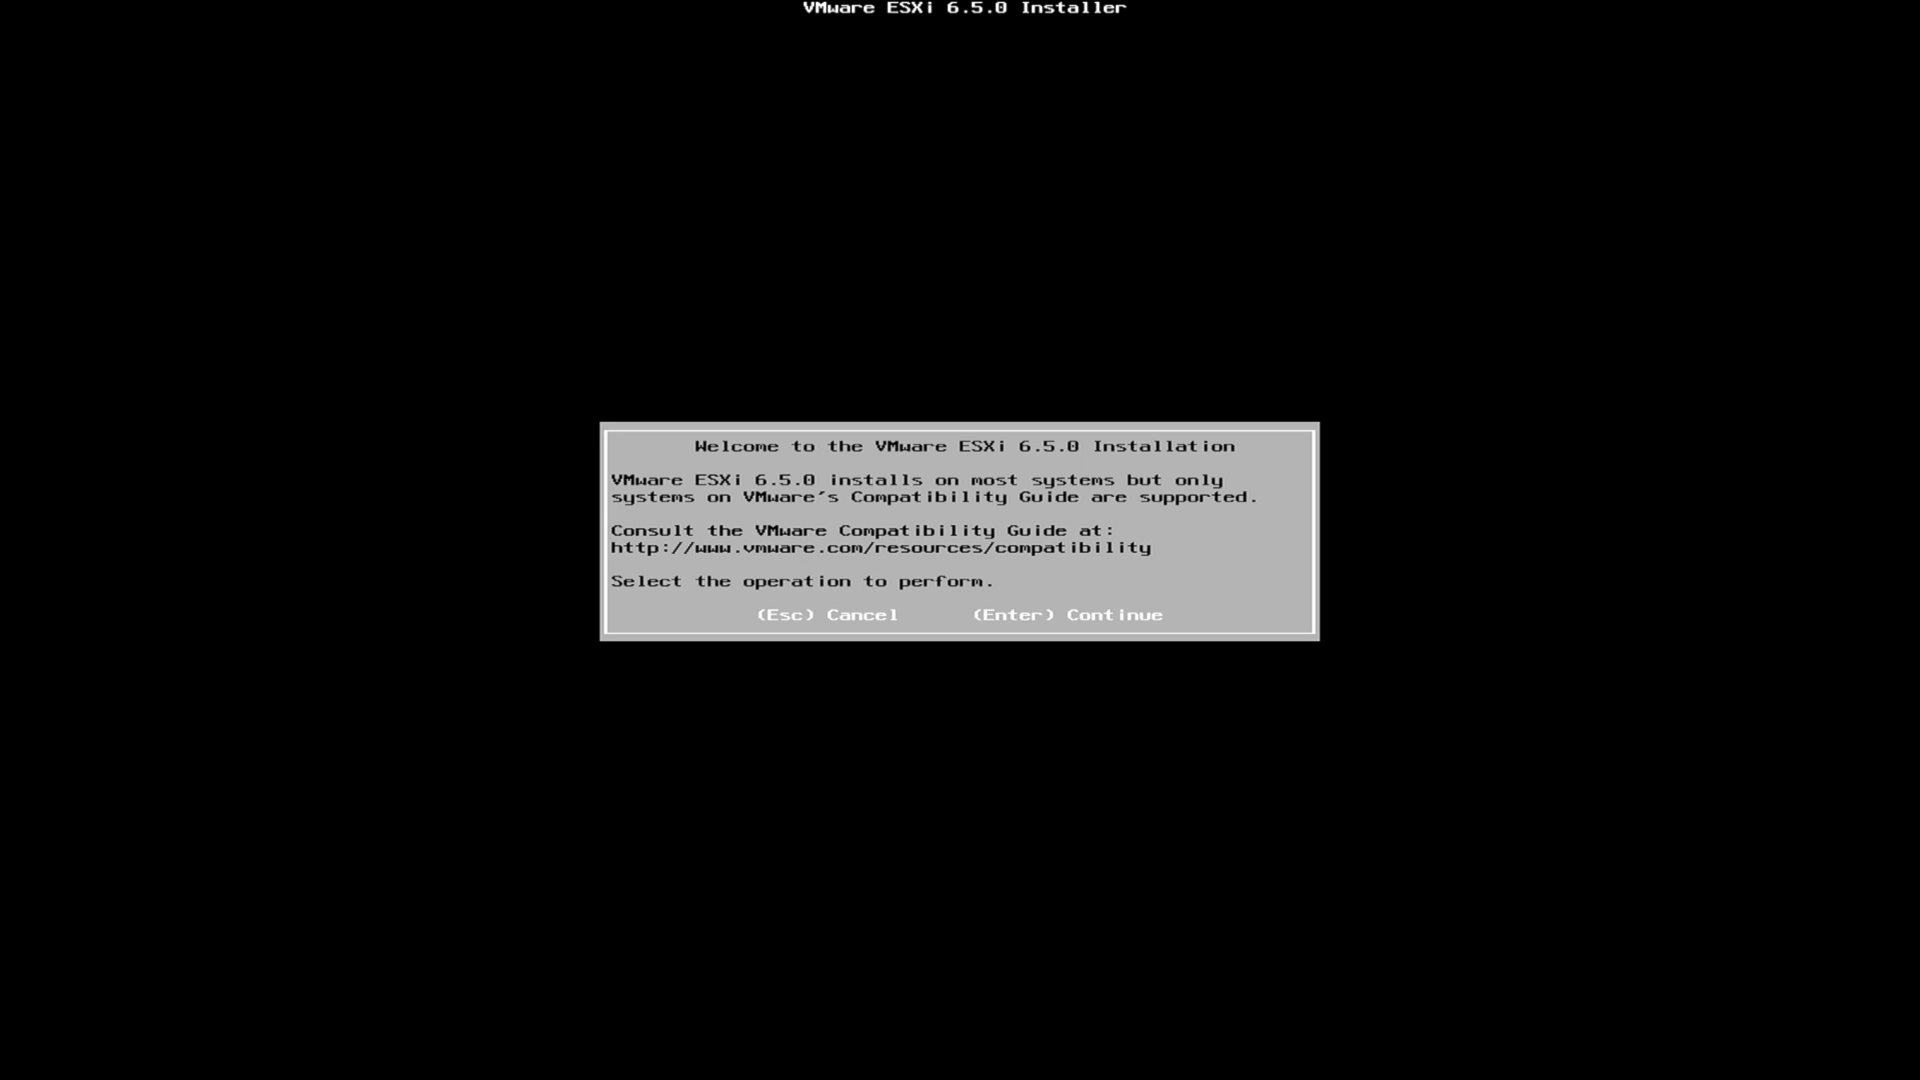 VMware ESXi 6.5.0 Installer
Welcome to the VMware ESXi 6.5.0 Installation
VMware ESXi 6.5.0 installs on most systems but only
systems on VMware's Compatibility Guide are supported.
Consult the VMware Compatibility Guide at:
http://www.vmware.com/resources/compatibility
Select the operation to perform.
(Esc) Cancel (Enter) Continue